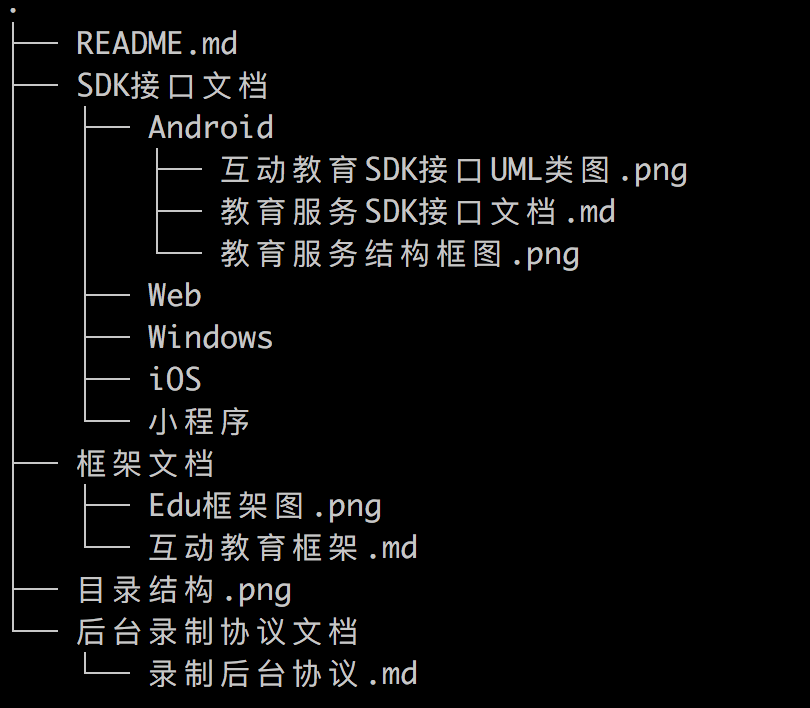 .
├── README.md
├── SDK接口文档
│   ├── Android
│   │   ├── 互动教育SDK接口UML类图.png
│   │   ├── 教育服务SDK接口文档.md
│   │   └── 教育服务结构框图.png
│   ├── Web
│   ├── Windows
│   ├── iOS
│   └── 小程序
├── 框架文档
│   ├── Edu框架图.png
│   └── 互动教育框架.md
├── 目录结构.png
└── 后台录制协议文档
    └── 录制后台协议.md